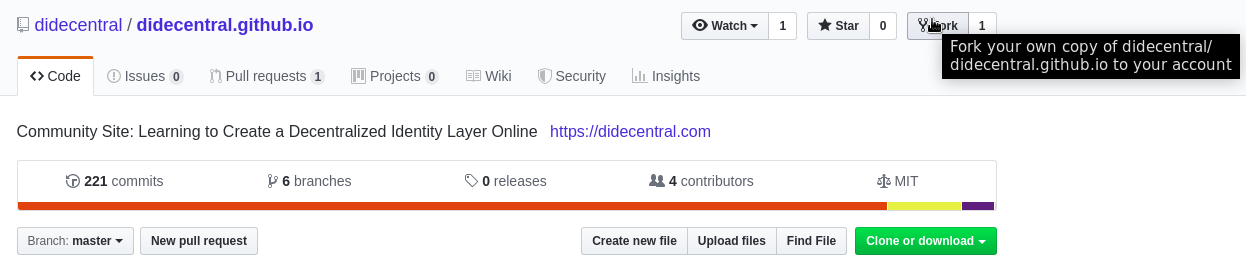 didecentral / didecentral.github.io
Watch 1 Star 0 1
Fork your own copy of didecentral/
didecentral.github.io to your account
Code Issues 0 Pull requests 1 Projects 0 Wiki Security Insights
Community Site: Learning to Create a Decentralized Identity Layer Online https://didecentral.com
221 commits 6 branches 0 releases 4 contributors MIT
Branch: master New pull request Create new file Upload files Find File Clone or download